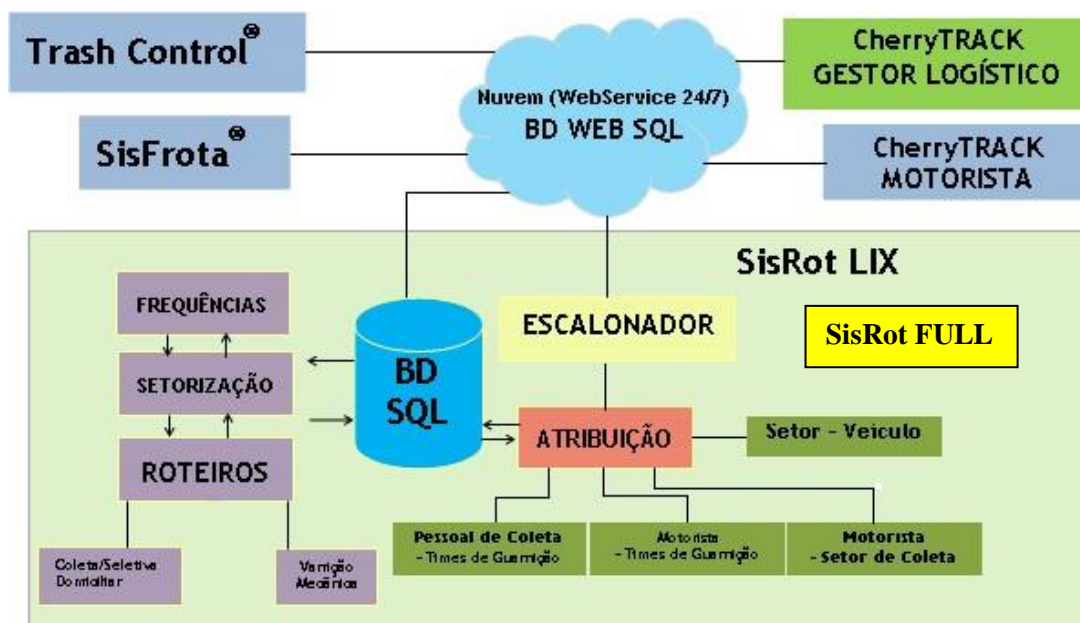 Trash Control®
SisFrota®
Nuvem (WebService 24/7)
BD WEB SQL
CherryTRACK
GESTOR LOGÍSTICO
CherryTRACK
MOTORISTA
SisRot LIX
SisRot FULL
FREQUÊNCIAS
SETORIZAÇÃO
ROTEIROS
Coleta/Seletiva
Domiciliar
Varrição
Mecânica
BD
SQL
ESCALONADOR
ATRIBUIÇÃO
Setor - Veículo
Pessoal de Coleta
- Times de Guarnição
Motorista
- Times de Guarnição
Motorista
- Setor de Coleta